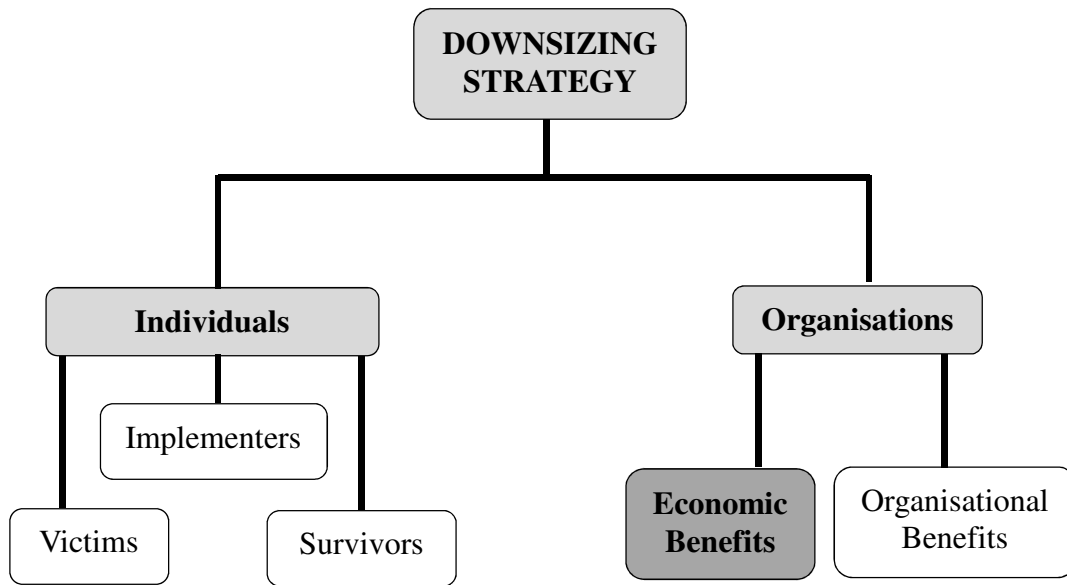 DOWNSIZING
STRATEGY
Individuals
Organisations
Implementers
Victims
Survivors
Economic
Benefits
Organisational
Benefits